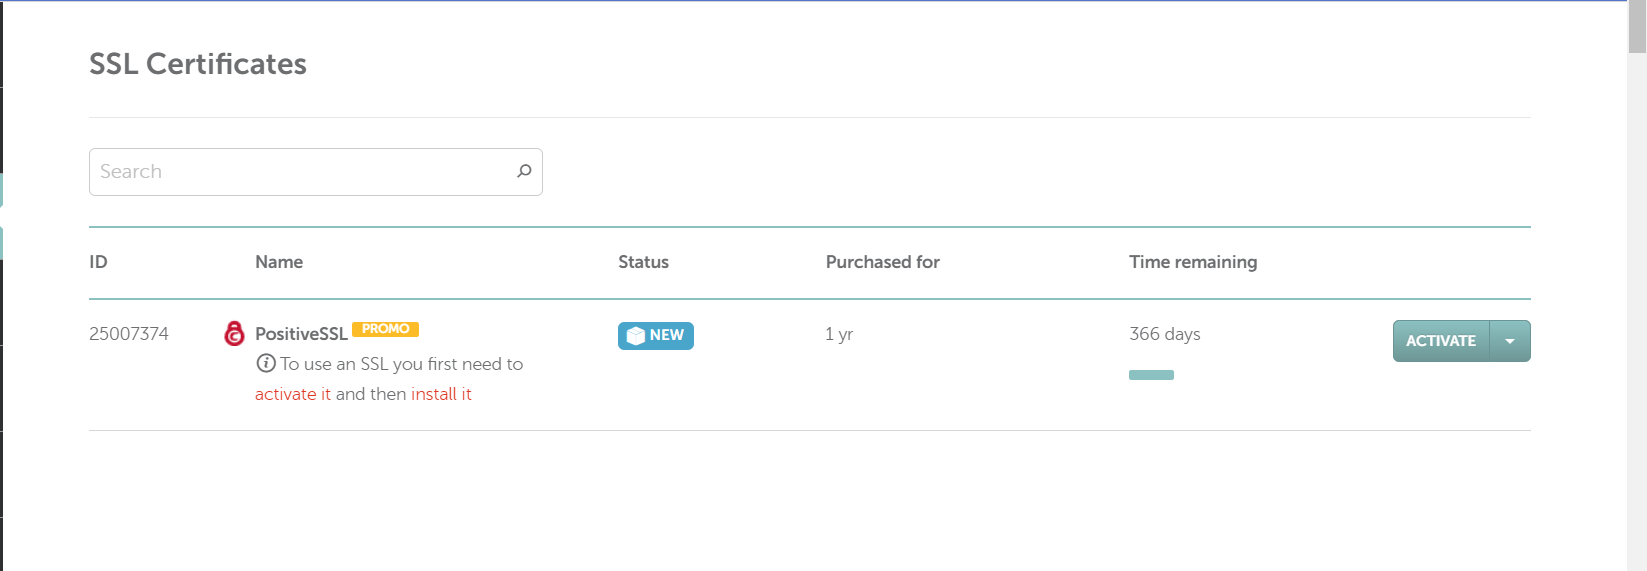 SSL Certificates
Search
ID Name Status Purchased for Time remaining
25007374 PositiveSSL PROMO NEW 1 yr 366 days ACTIVATE
To use an SSL you first need to
activate it and then install it